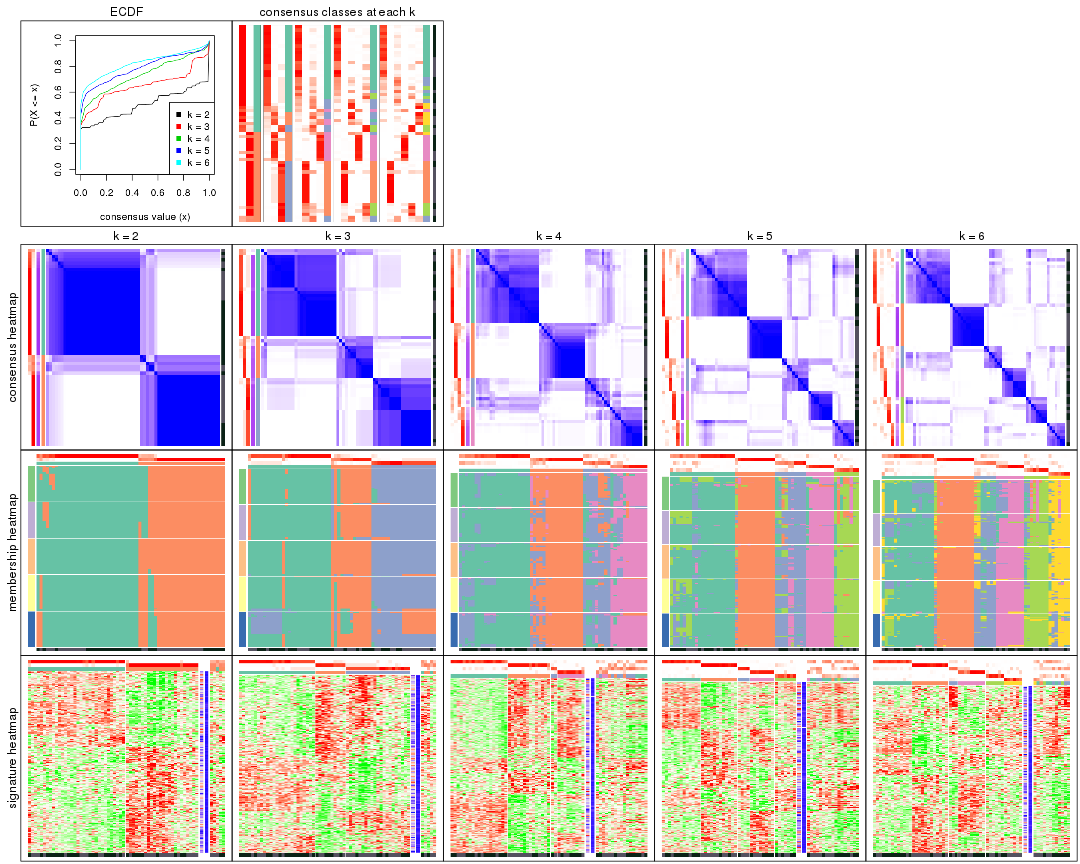 ECDF
consensus classes at each k
P(X <= x)
0.0 0.2 0.4 0.6 0.8 1.0
k = 2
k = 3
k = 4
k = 5
k = 6
0.0 0.2 0.4 0.6 0.8 1.0
consensus value (x)
k = 2
k = 3
k = 4
k = 5
k = 6
consensus heatmap
membership heatmap
signature heatmap